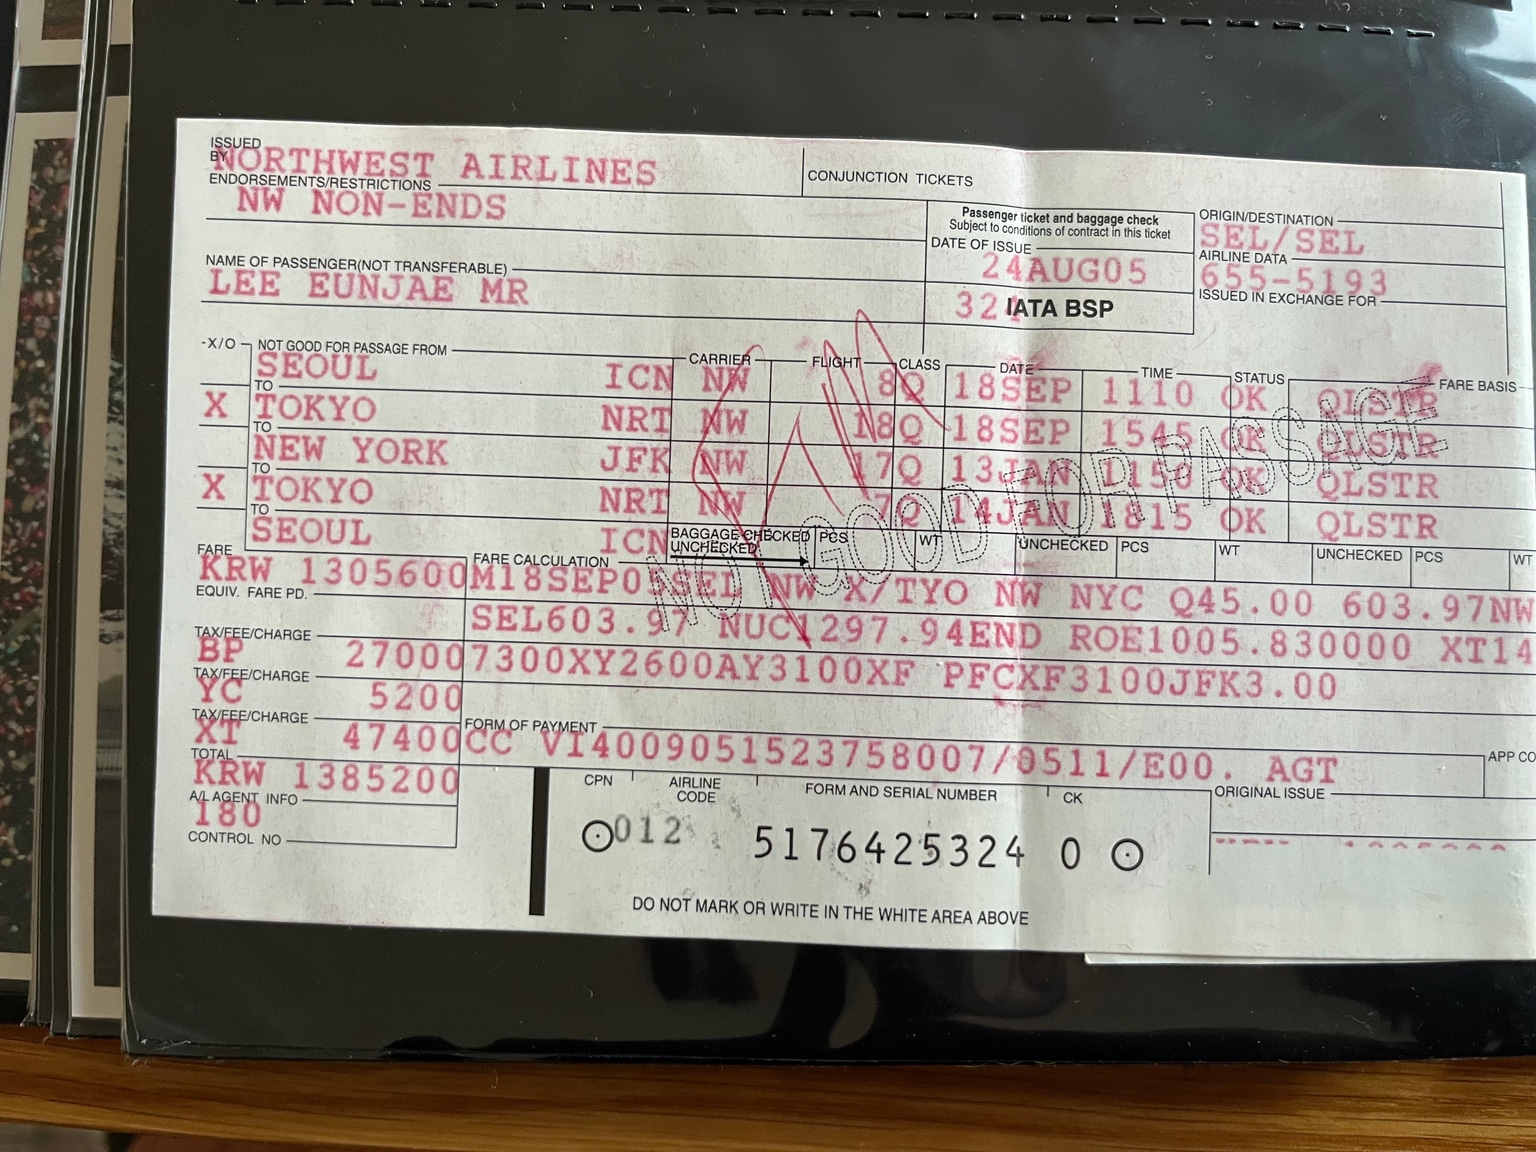 ISSUED
BY
NORTHWEST AIRLINES
CONJUNCTION TICKETS
ENDORSEMENTS/RESTRICTIONS
NW NON-ENDS
Passenger ticket and baggage check
Subject to conditions of contract in this ticket
ORIGIN/DESTINATION
SEL/SEL
DATE OF ISSUE
24AUG05
AIRLINE DATA
655-5193
NAME OF PASSENGER(NOT TRANSFERABLE)
LEE EUNJAE MR
IATA BSP
ISSUED IN EXCHANGE FOR
-X/O NOT GOOD FOR PASSAGE FROM CARRIER FLIGHT CLASS DATE TIME STATUS FARE BASIS
SEOUL ICN NW 8Q 18SEP 1110 OK QLSTR
TO
X TOKYO NRT NW 18Q 18SEP 1545 OK QLSTR
TO
NEW YORK JFK NW 17Q 13JAN 1150 OK QLSTR
TO
X TOKYO NRT NW 7Q 14JAN 1815 OK QLSTR
TO
SEOUL ICN
NOT GOOD FOR PASSAGE
BAGGAGE CHECKED PCS WT UNCHECKED PCS WT UNCHECKED PCS WT
UNCHECKED
FARE FARE CALCULATION
KRW 1305600 M18SEP05SEL NW X/TYO NW NYC Q45.00 603.97NW
EQUIV. FARE PD.
SEL603.97 NUC1297.94END ROE1005.830000 XT14
TAX/FEE/CHARGE
BP 27000 7300XY2600AY3100XF PFCXF3100JFK3.00
TAX/FEE/CHARGE
YC 5200
TAX/FEE/CHARGE FORM OF PAYMENT
XT 47400 CC VI4009051523758007/0511/E00. AGT
APP CO
TOTAL
KRW 1385200
CPN AIRLINE CODE FORM AND SERIAL NUMBER CK ORIGINAL ISSUE
A/L AGENT INFO
180
012 5176425324 0
CONTROL NO
DO NOT MARK OR WRITE IN THE WHITE AREA ABOVE